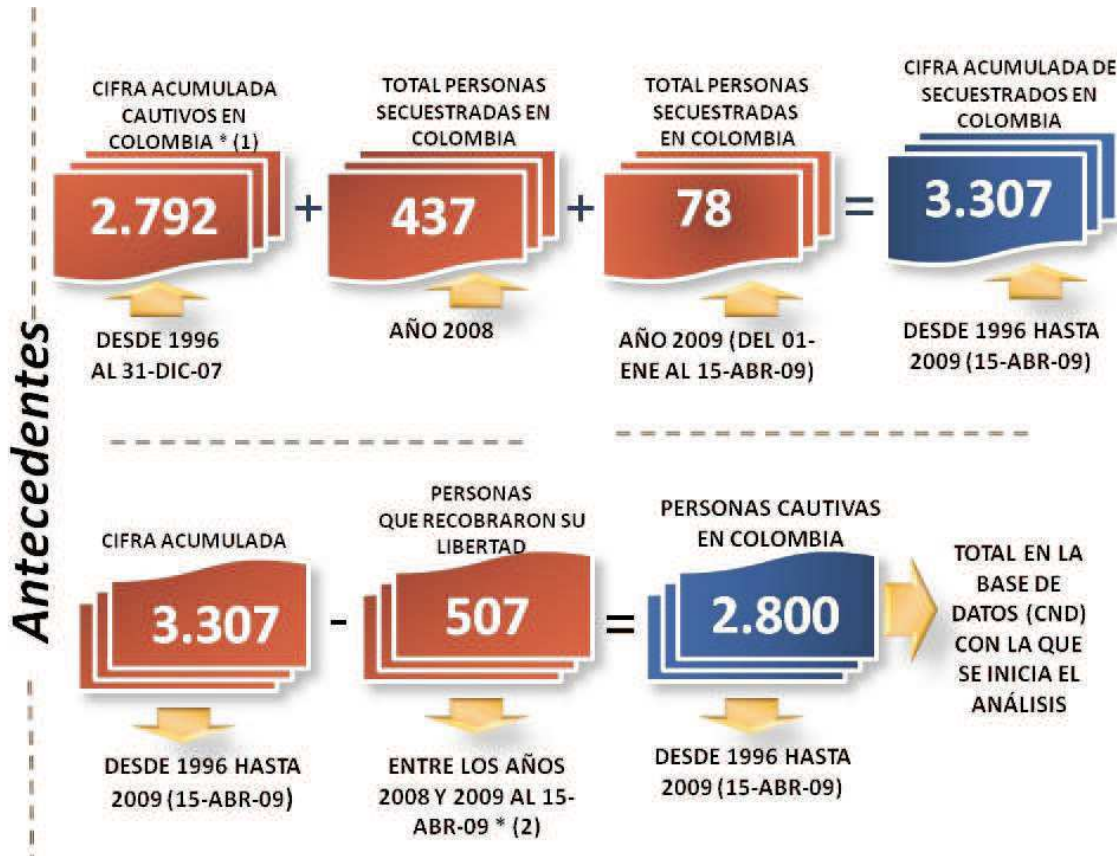 Antecedentes
CIFRA ACUMULADA
CAUTIVOS EN
COLOMBIA * (1)
2.792
DESDE 1996
AL 31-DIC-07
+
TOTAL PERSONAS
SECUESTRADAS EN
COLOMBIA
437
AÑO 2008
+
TOTAL PERSONAS
SECUESTRADAS
EN COLOMBIA
78
AÑO 2009 (DEL 01-
ENE AL 15-ABR-09)
=
CIFRA ACUMULADA DE
SECUESTRADOS EN
COLOMBIA
3.307
DESDE 1996 HASTA
2009 (15-ABR-09)
CIFRA ACUMULADA
3.307
DESDE 1996 HASTA
2009 (15-ABR-09)
-
PERSONAS
QUE RECOBRARON SU
LIBERTAD
507
ENTRE LOS AÑOS
2008 Y 2009 AL 15-
ABR-09 * (2)
=
PERSONAS CAUTIVAS
EN COLOMBIA
2.800
DESDE 1996 HASTA
2009 (15-ABR-09)
TOTAL EN LA
BASE DE
DATOS (CND)
CON LA QUE
SE INICIA EL
ANÁLISIS